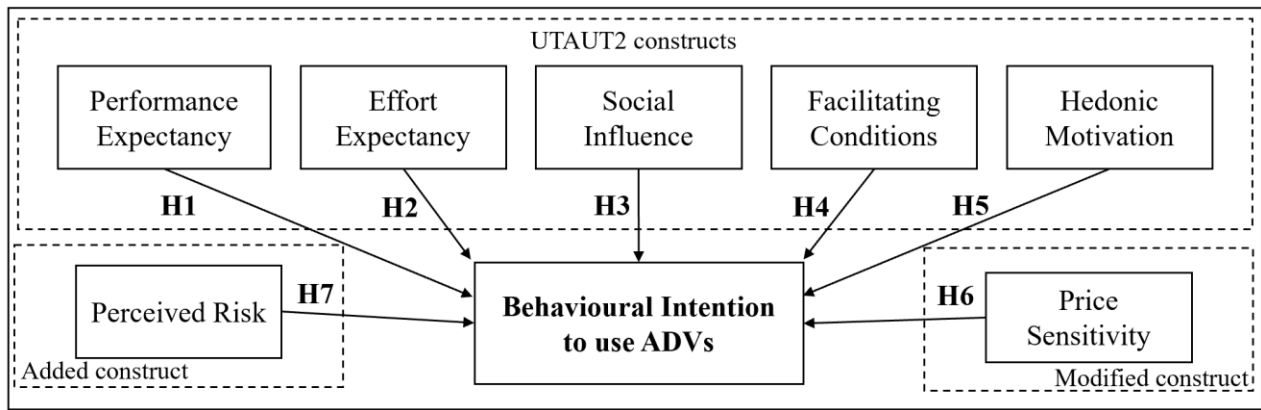 UTAUT2 constructs
Performance
Expectancy
Effort
Expectancy
Social
Influence
Facilitating
Conditions
Hedonic
Motivation
H1
H2
H3
H4
H5
Perceived Risk
H7
Added construct
Behavioural Intention
to use ADVs
H6
Price
Sensitivity
Modified construct